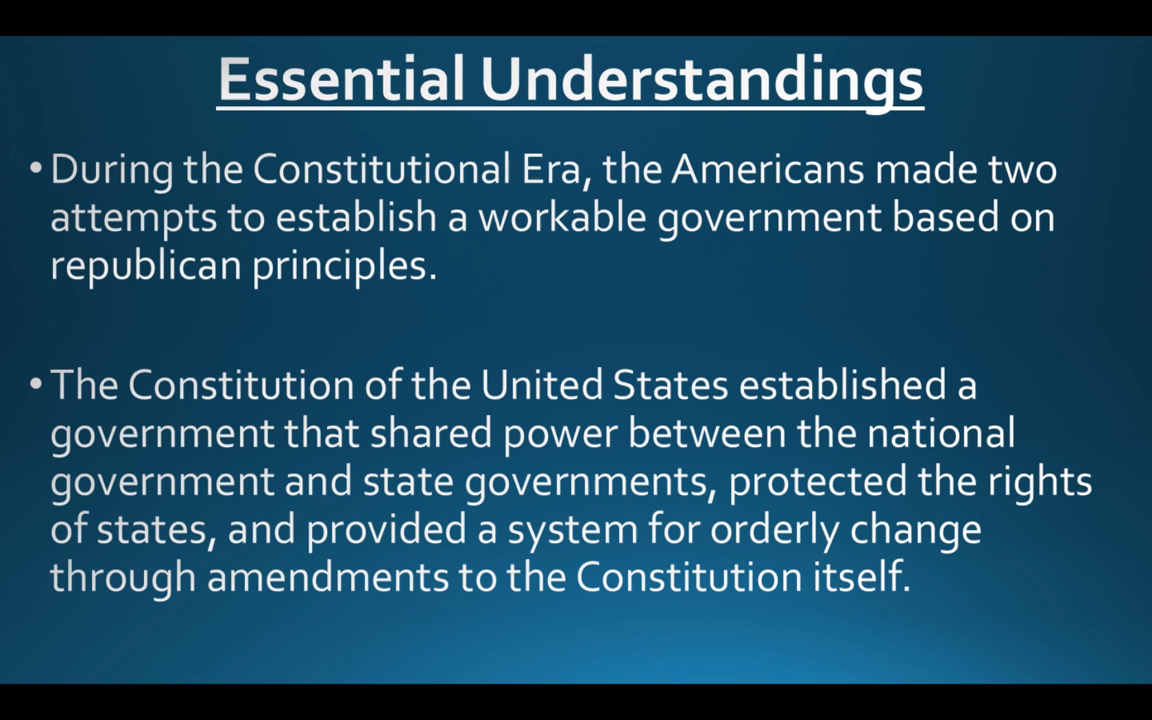 Essential Understandings
• During the Constitutional Era, the Americans made two
attempts to establish a workable government based on
republican principles.
• The Constitution of the United States established a
government that shared power between the national
government and state governments, protected the rights
of states, and provided a system for orderly change
through amendments to the Constitution itself.